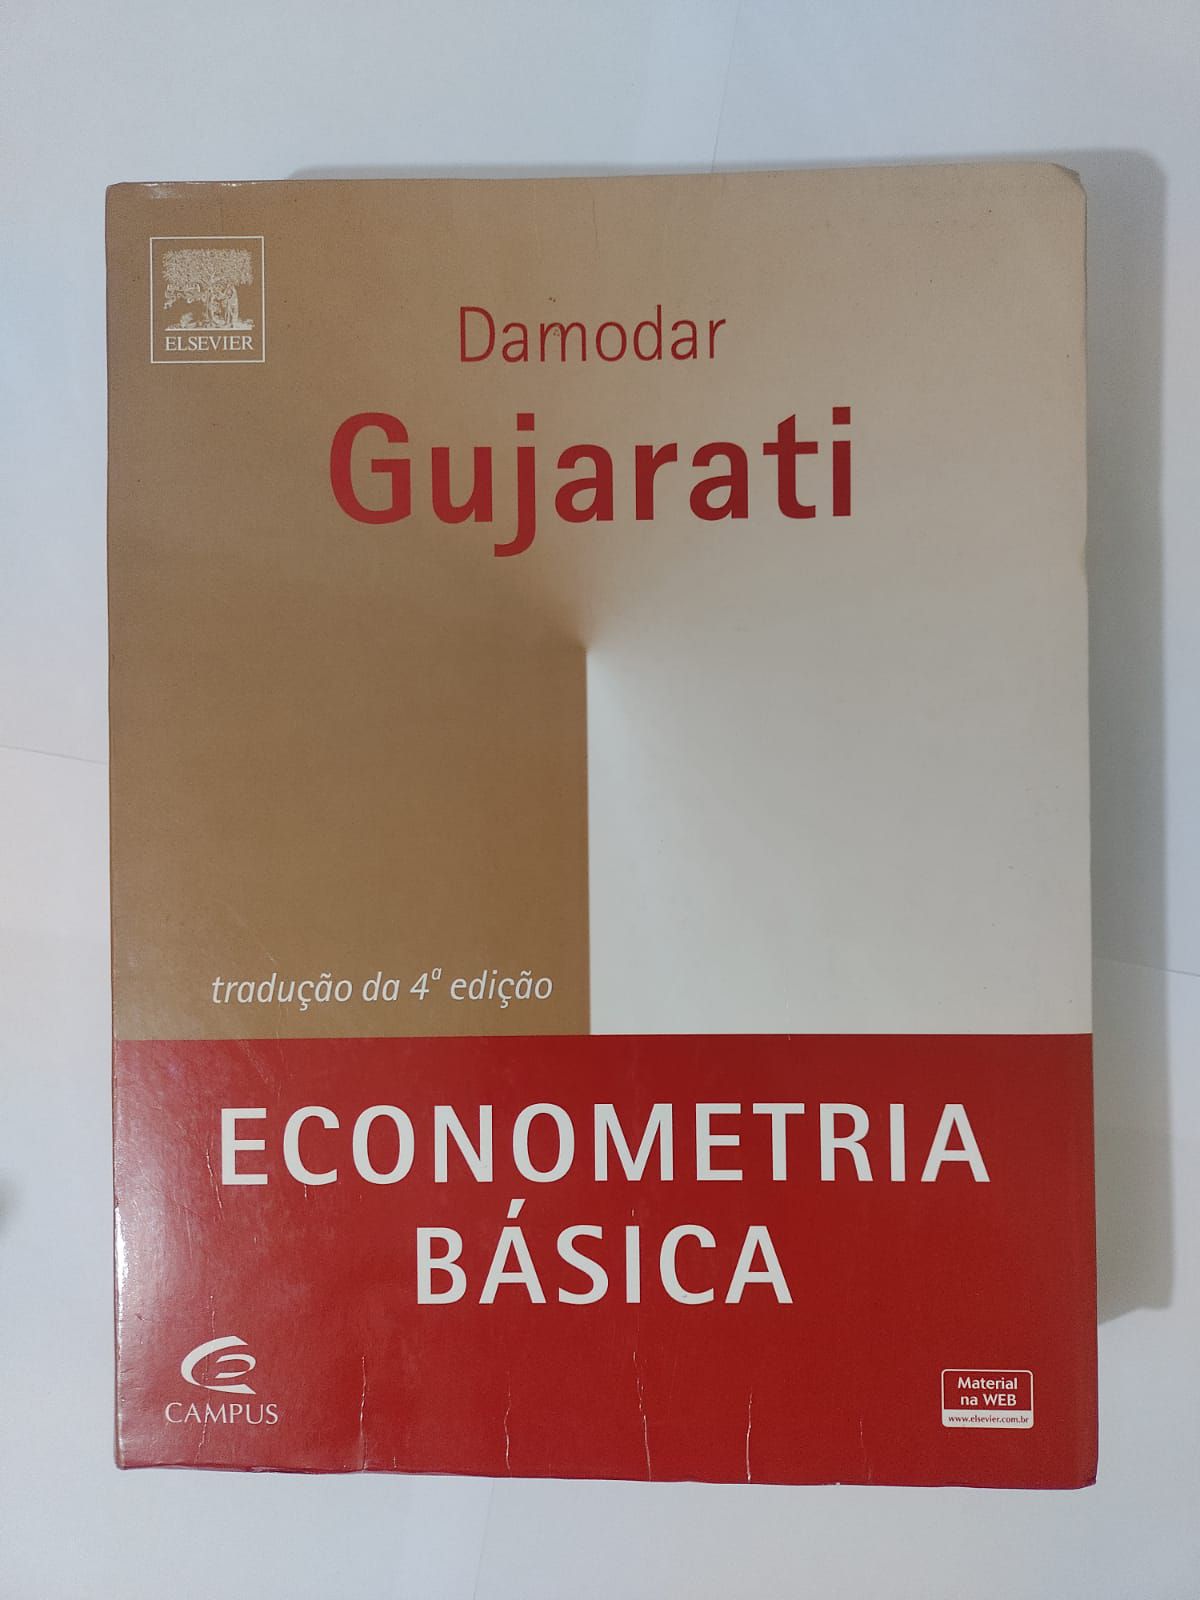 ELSEVIER
Damodar
Gujarati
tradução da 4ª edição
ECONOMETRIA
BÁSICA
CAMPUS
Material
na WEB
www.elsevier.com.br